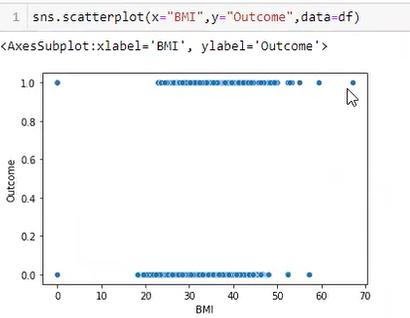 1 sns.scatterplot(x="BMI",y="Outcome",data=df)
<AxesSubplot:xlabel='BMI', ylabel='Outcome'>
1.0
0.8
0.6
0.4
0.2
0.0
Outcome
0 10 20 30 40 50 60 70
BMI